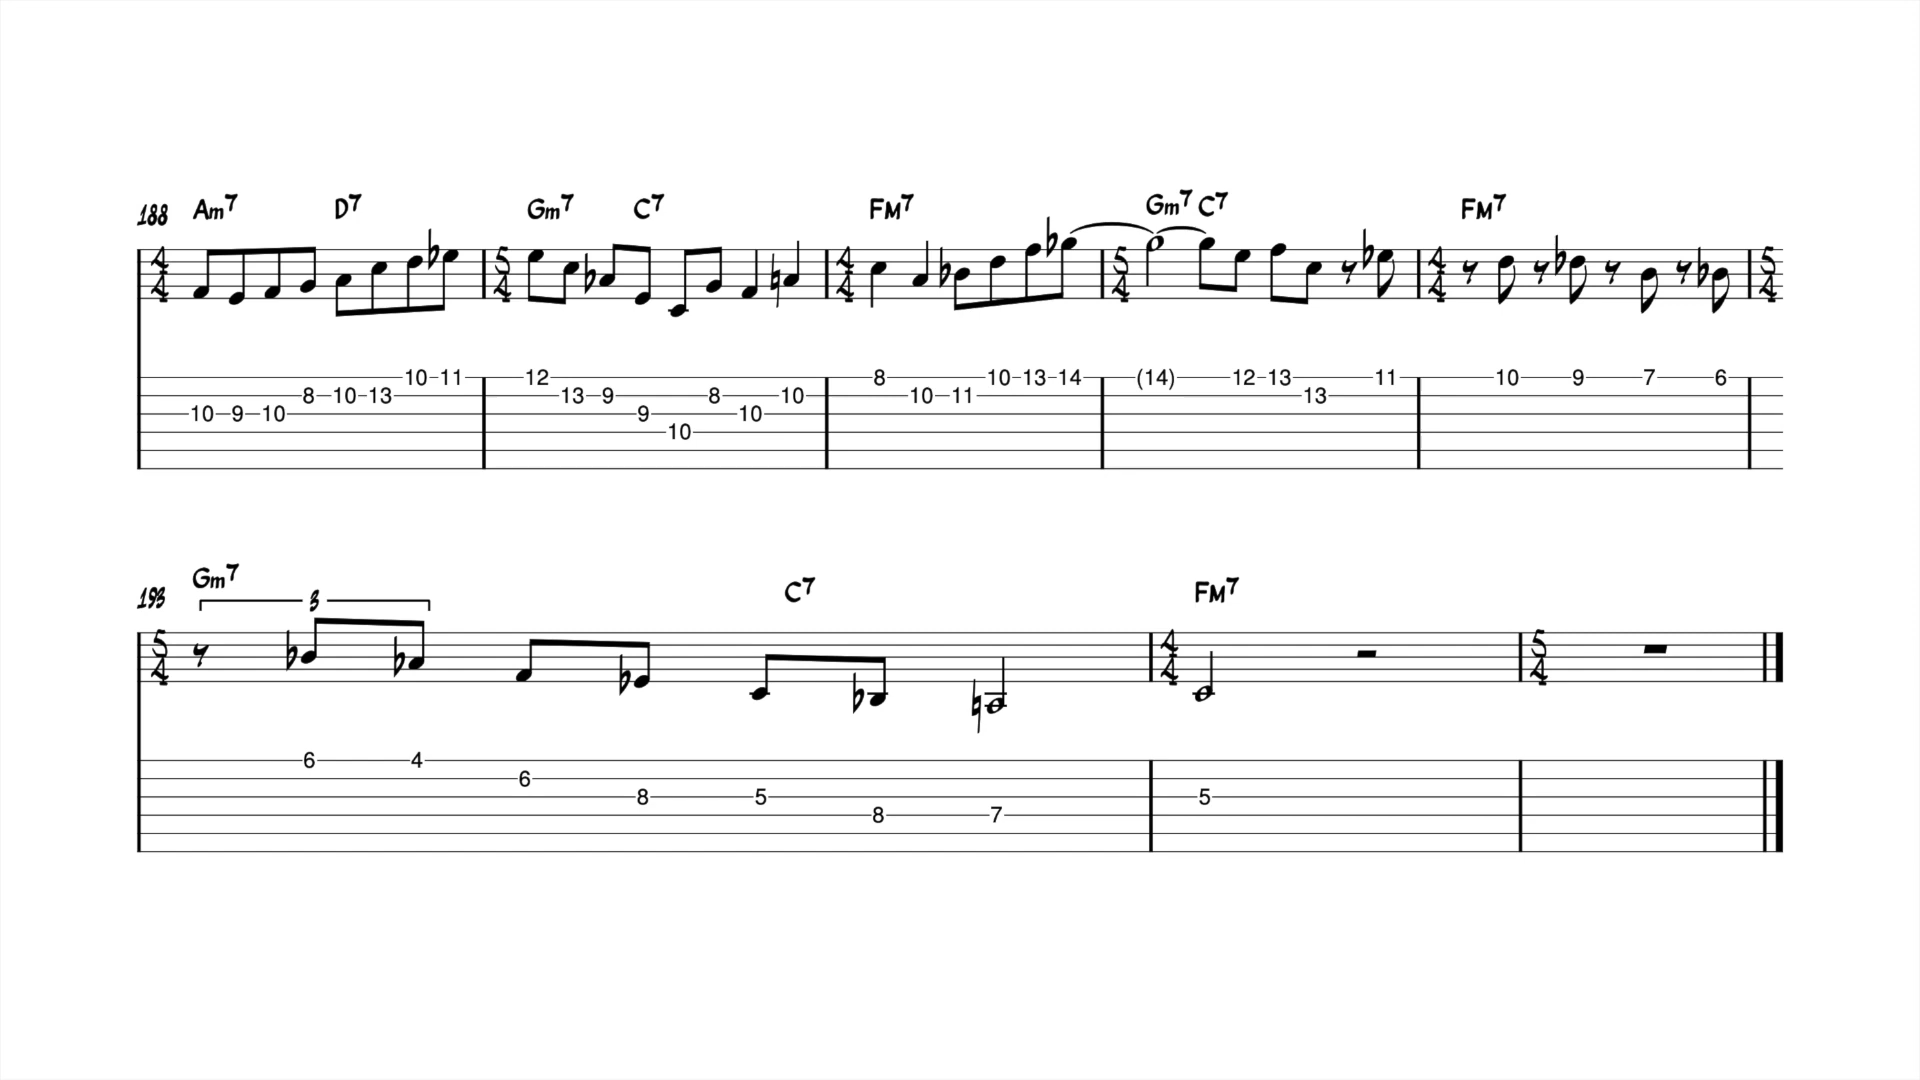 188 Am7 D7 Gm7 C7 FM7 Gm7 C7 FM7
4/4 5/4 4/4 5/4 4/4 5/4
10 11 12 8 10 13 14 (14) 12 13 11 10 9 7 6
8 10 13 13 9 8 10 10 11 13
10 9 10 9 10
10
193 Gm7 C7 FM7
3
5/4 4/4 5/4
6 4
6
8 5 5
8 7